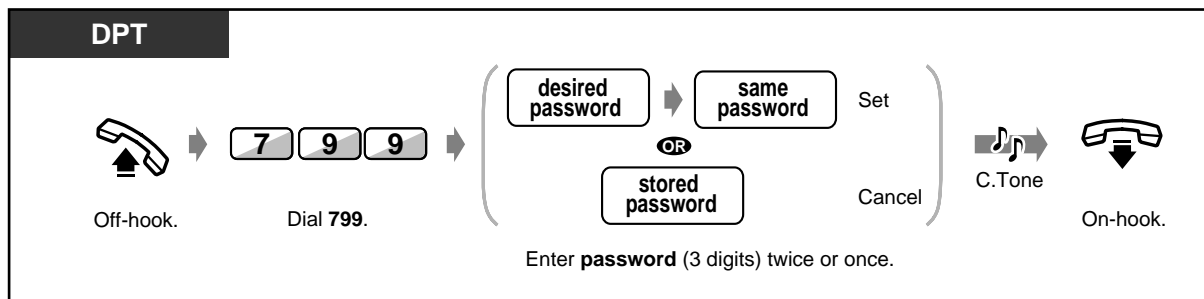 DPT
desired
password
same
password
Set
OR
stored
password
Cancel
7 9 9
C.Tone
Off-hook.
Dial 799.
On-hook.
Enter password (3 digits) twice or once.